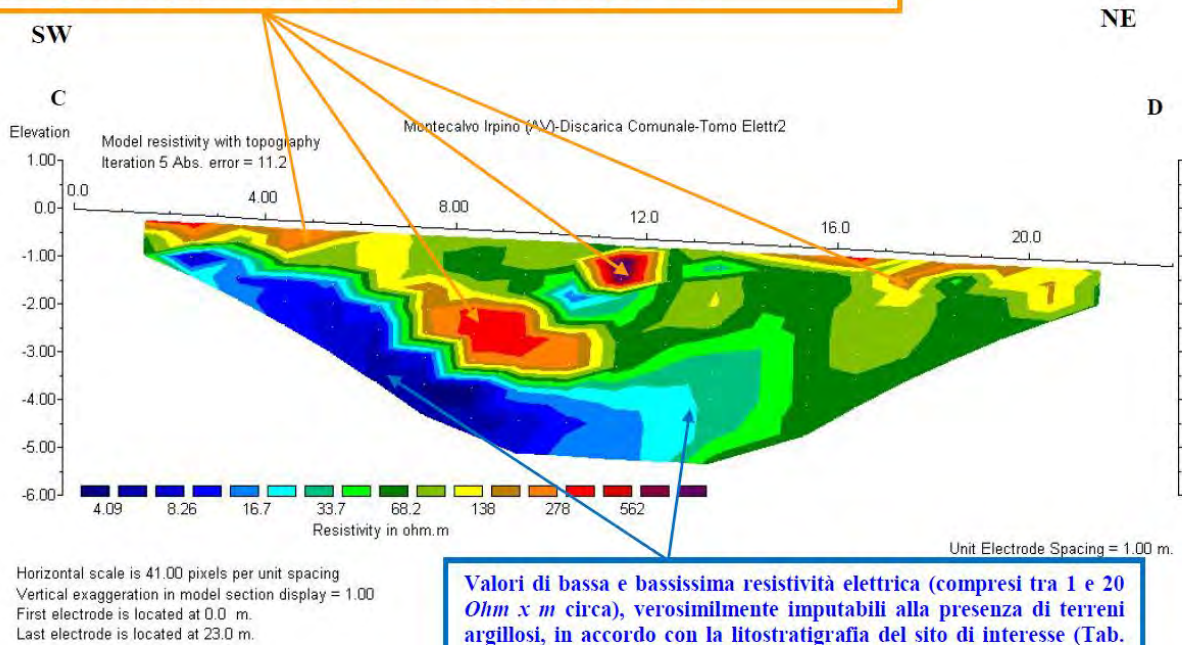 SW
NE
C
D
Elevation
Model resistivity with topography
Iteration 5 Abs. error = 11.2
Montecalvo Irpino (AV)-Discarica Comunale-Tomo Elettr2
1.00
0.0
-1.00
-2.00
-3.00
-4.00
-5.00
-6.00
0.0
4.00
8.00
12.0
16.0
20.0
4.09 8.26 16.7 33.7 68.2 138 278 562
Resistivity in ohm.m
Unit Electrode Spacing = 1.00 m.
Horizontal scale is 41.00 pixels per unit spacing
Vertical exaggeration in model section display = 1.00
First electrode is located at 0.0 m.
Last electrode is located at 23.0 m.
Valori di bassa e bassissima resistività elettrica (compresi tra 1 e 20
Ohm x m circa), verosimilmente imputabili alla presenza di terreni
argillosi, in accordo con la litostratigrafia del sito di interesse (Tab.